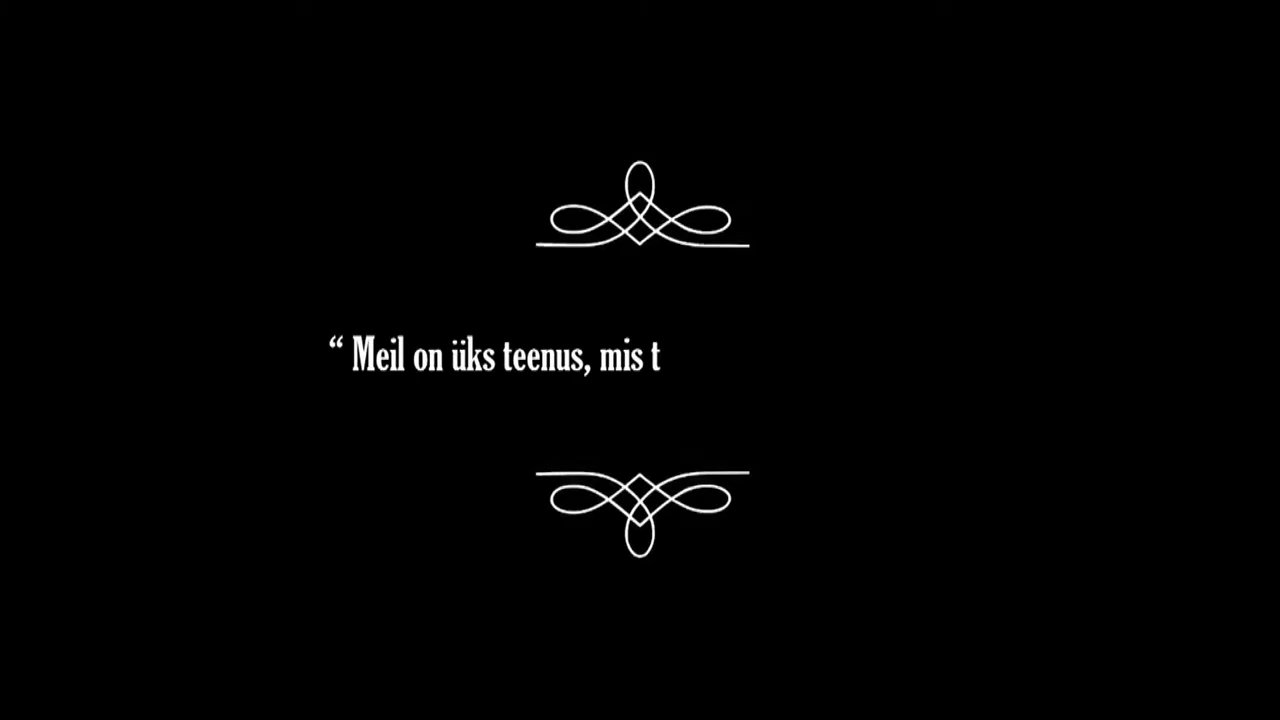 “ Meil on üks teenus, mis t